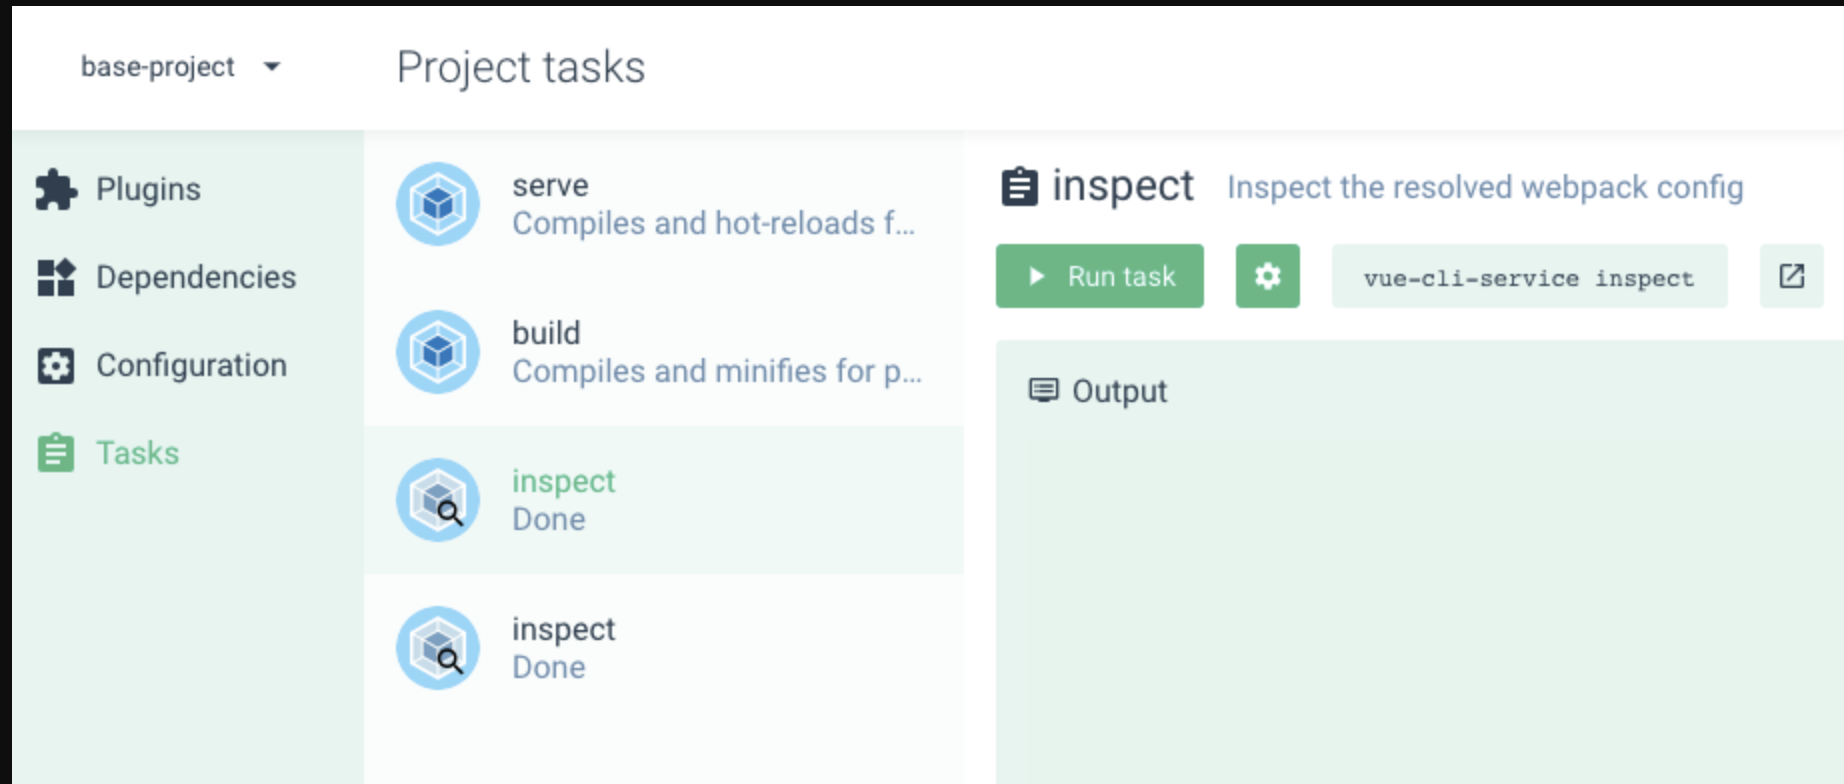 base-project
Project tasks
Plugins
Dependencies
Configuration
Tasks
serve
Compiles and hot-reloads f...
build
Compiles and minifies for p...
inspect
Done
inspect
Done
inspect Inspect the resolved webpack config
Run task vue-cli-service inspect
Output